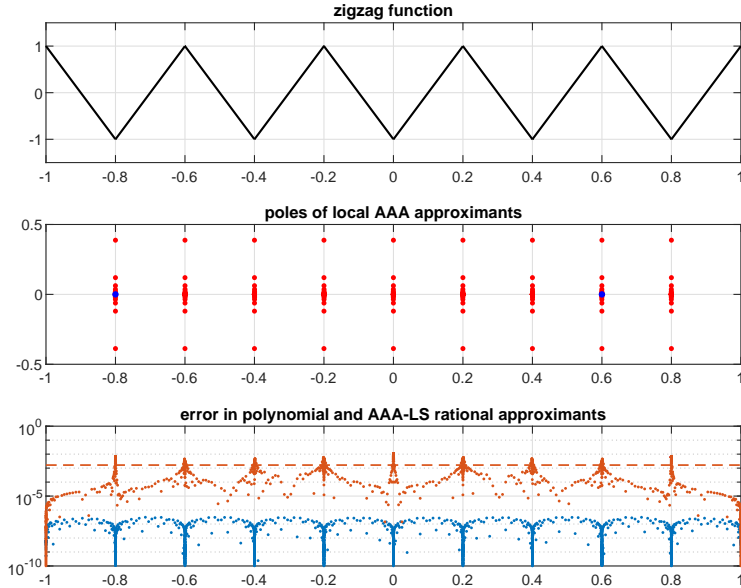 zigzag function
1
0
-1
-1 -0.8 -0.6 -0.4 -0.2 0 0.2 0.4 0.6 0.8 1
poles of local AAA approximants
0.5
0
-0.5
-1 -0.8 -0.6 -0.4 -0.2 0 0.2 0.4 0.6 0.8 1
error in polynomial and AAA-LS rational approximants
10^0
10^-5
10^-10
-1 -0.8 -0.6 -0.4 -0.2 0 0.2 0.4 0.6 0.8 1